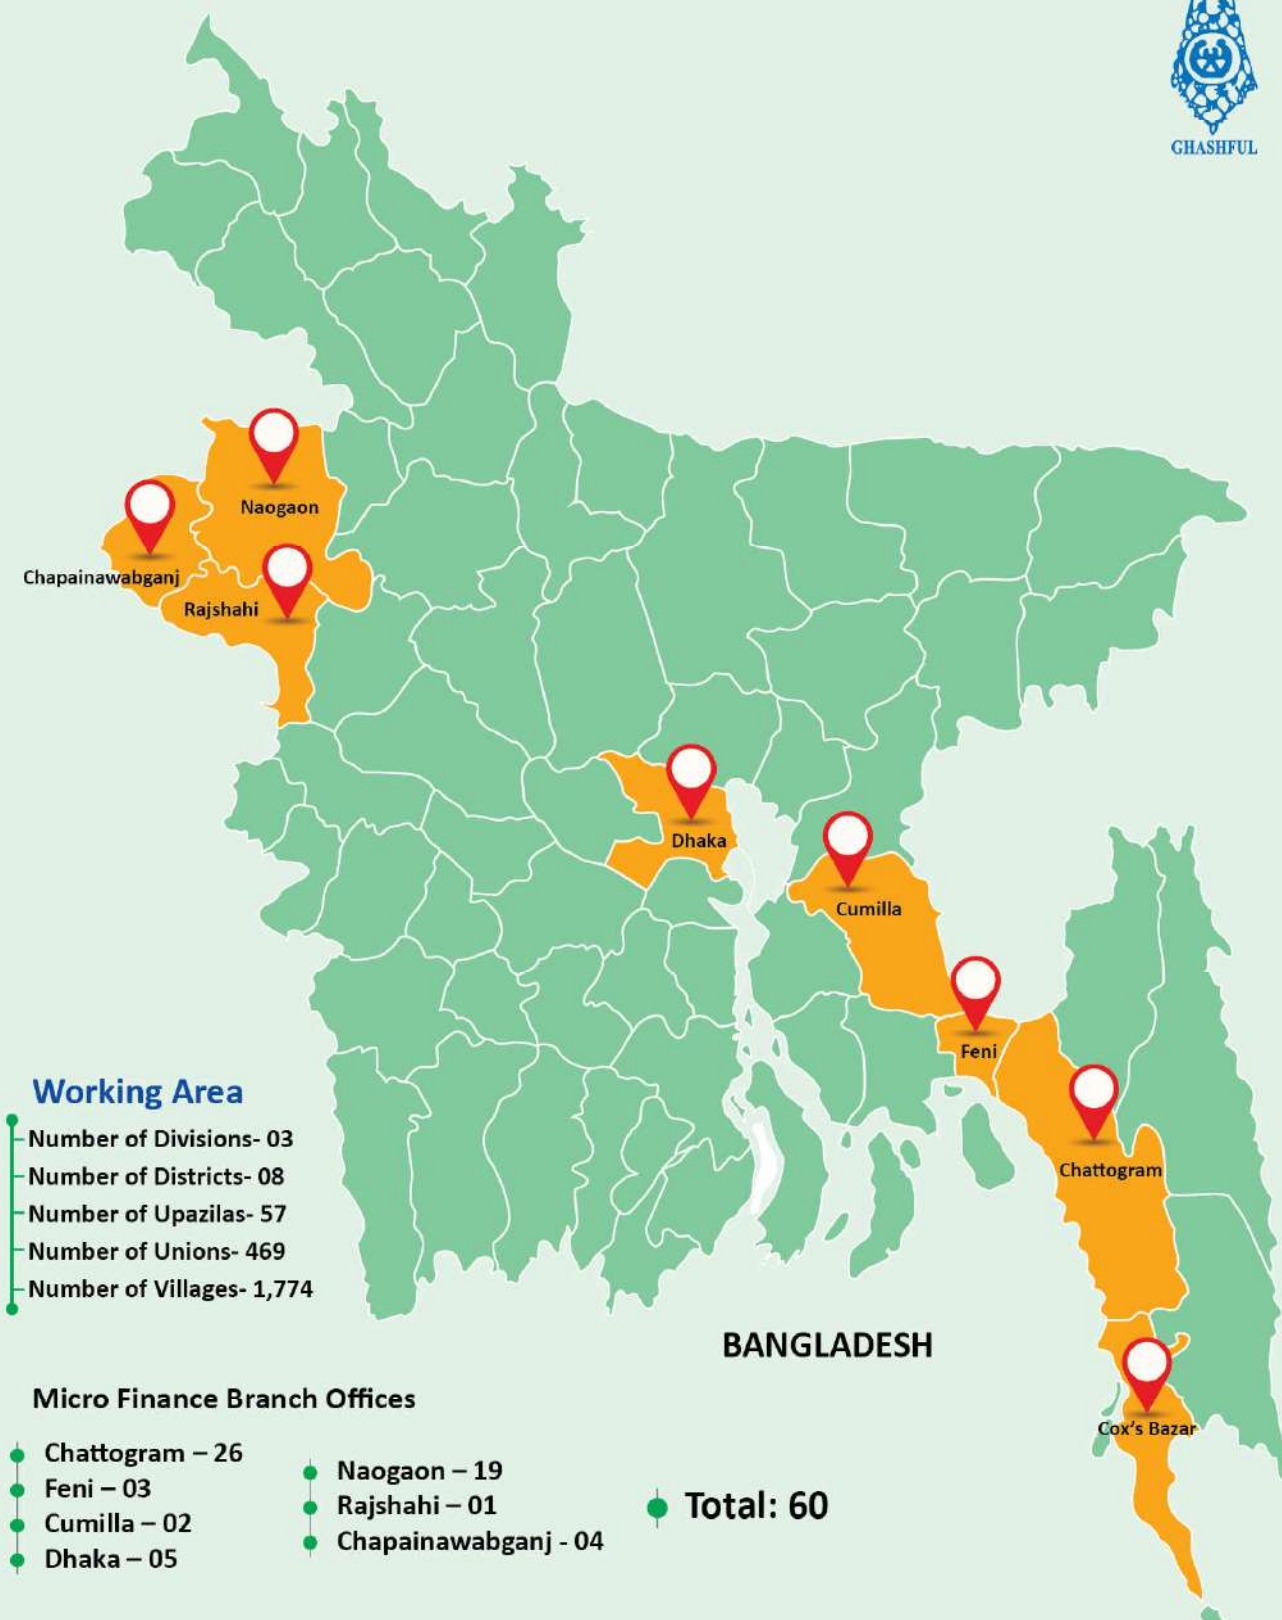 GHASHFUL
Naogaon
Chapainawabganj
Rajshahi
Dhaka
Cumilla
Feni
Chattogram
Cox's Bazar
BANGLADESH
Working Area
Number of Divisions- 03
Number of Districts- 08
Number of Upazilas- 57
Number of Unions- 469
Number of Villages- 1,774
Micro Finance Branch Offices
Chattogram – 26
Feni – 03
Cumilla – 02
Dhaka – 05
Naogaon – 19
Rajshahi – 01
Chapainawabganj - 04
Total: 60